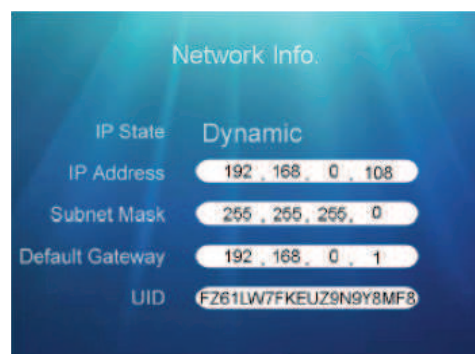 Network Info.
IP State Dynamic
IP Address 192 . 168 . 0 . 108
Subnet Mask 255 . 255 . 255 . 0
Default Gateway 192 . 168 . 0 . 1
UID FZ61LW7FKEUZ9N9Y8MF8